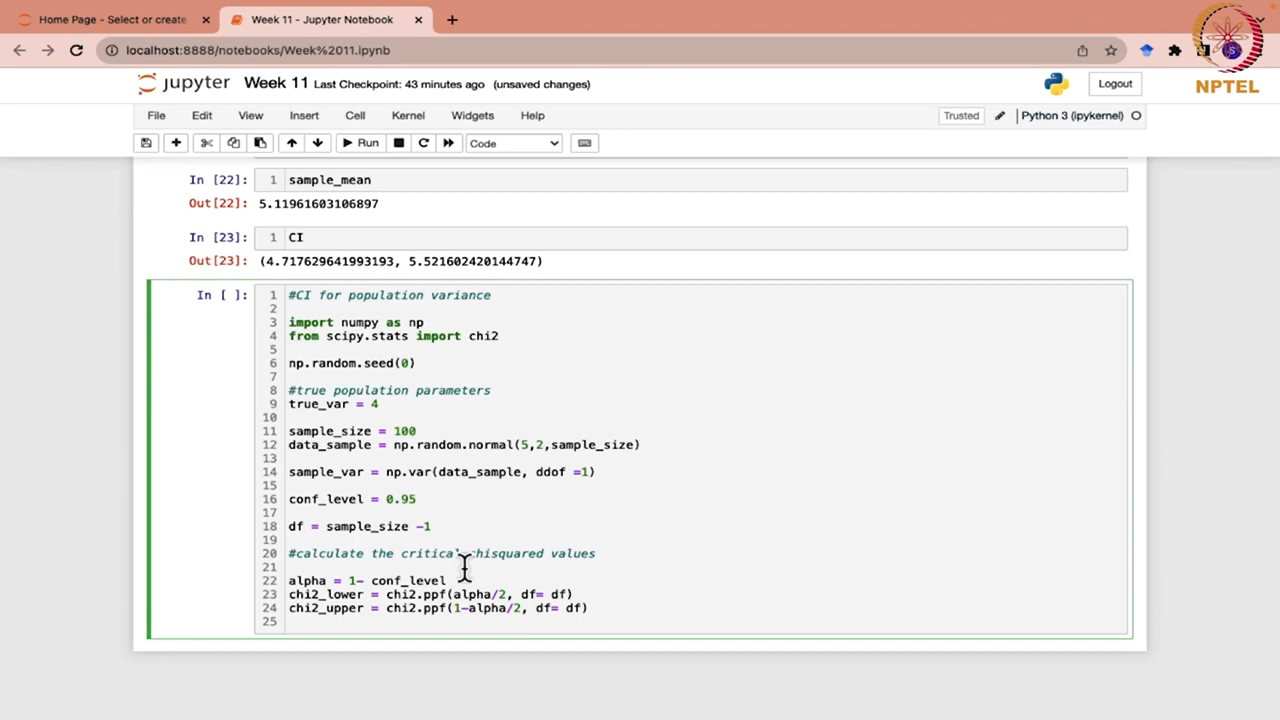 Home Page - Select or create
Week 11 - Jupyter Notebook
localhost:8888/notebooks/Week%2011.ipynb
NPTEL
jupyter Week 11 Last Checkpoint: 43 minutes ago (unsaved changes)
Logout
File Edit View Insert Cell Kernel Widgets Help
Trusted
Python 3 (ipykernel)
Run
Code
In [22]: 1 sample_mean
Out[22]: 5.11961603106897
In [23]: 1 CI
Out[23]: (4.717629641993193, 5.521602420144747)
In [ ]: 1 #CI for population variance
2
3 import numpy as np
4 from scipy.stats import chi2
5
6 np.random.seed(0)
7
8 #true population parameters
9 true_var = 4
10
11 sample_size = 100
12 data_sample = np.random.normal(5,2,sample_size)
13
14 sample_var = np.var(data_sample, ddof =1)
15
16 conf_level = 0.95
17
18 df = sample_size -1
19
20 #calculate the critical chisquared values
21
22 alpha = 1- conf_level
23 chi2_lower = chi2.ppf(alpha/2, df= df)
24 chi2_upper = chi2.ppf(1-alpha/2, df= df)
25